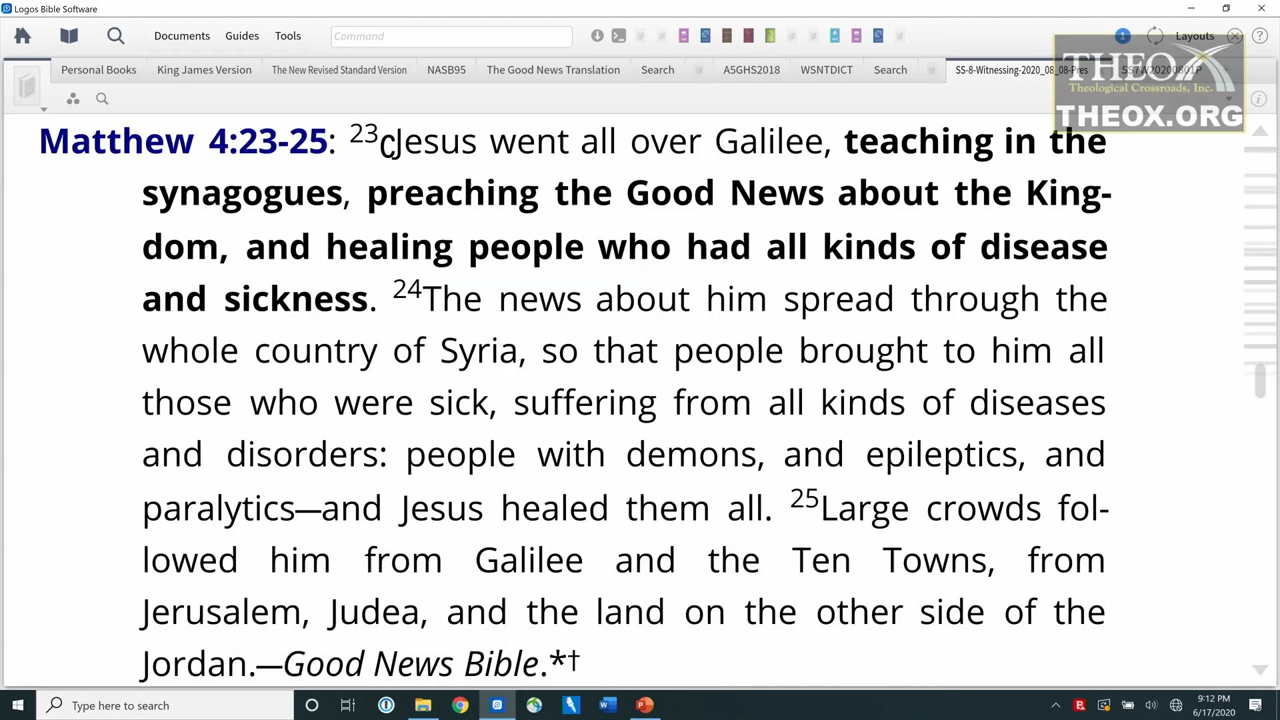 Logos Bible Software
Documents Guides Tools Command 1 Layouts
Personal Books King James Version The New Revised Stan The Good News Translation Search A5GHS2018 WSNTDICT Search SS-8-Witnessing-2020_08_08-Pres
THEOX
Theological Crossroads, Inc.
THEOX.ORG
Matthew 4:23-25: 23Jesus went all over Galilee, teaching in the
synagogues, preaching the Good News about the King-
dom, and healing people who had all kinds of disease
and sickness. 24The news about him spread through the
whole country of Syria, so that people brought to him all
those who were sick, suffering from all kinds of diseases
and disorders: people with demons, and epileptics, and
paralytics—and Jesus healed them all. 25Large crowds fol-
lowed him from Galilee and the Ten Towns, from
Jerusalem, Judea, and the land on the other side of the
Jordan.—Good News Bible.*†
Type here to search
9:12 PM
6/17/2020